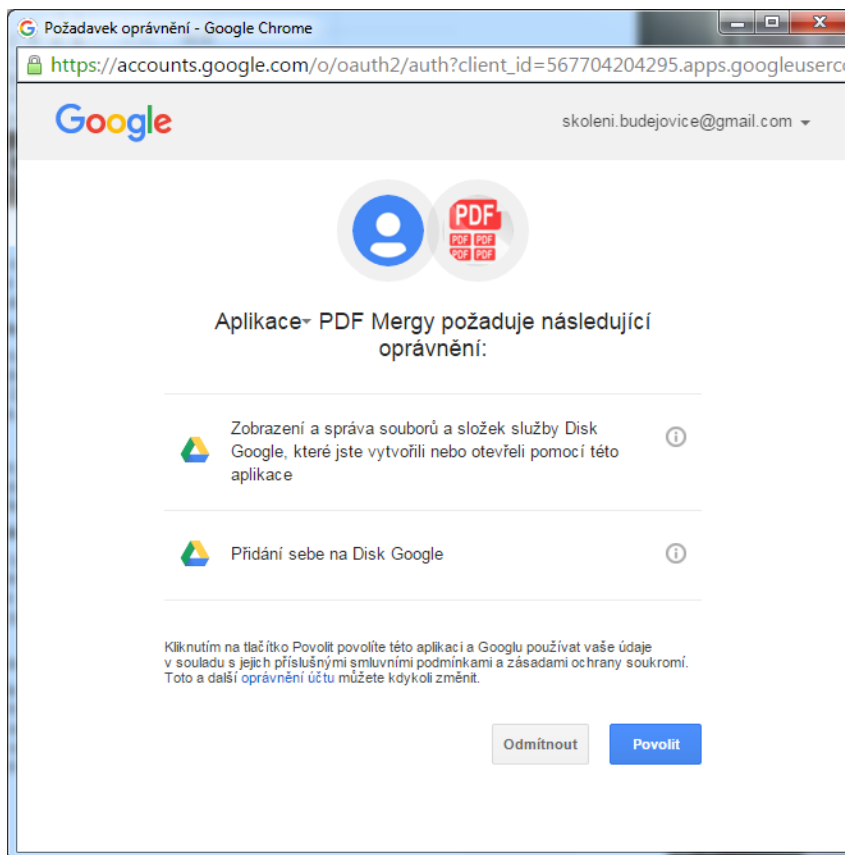 Požadavek oprávnění - Google Chrome
https://accounts.google.com/o/oauth2/auth?client_id=567704204295.apps.googleuserco
Google
skoleni.budejovice@gmail.com
PDF
PDF PDF
PDF PDF
Aplikace PDF Mergy požaduje následující
oprávnění:
Zobrazení a správa souborů a složek služby Disk
Google, které jste vytvořili nebo otevřeli pomocí této
aplikace
Přidání sebe na Disk Google
Kliknutím na tlačítko Povolit povolíte této aplikaci a Googlu používat vaše údaje
v souladu s jejich příslušnými smluvními podmínkami a zásadami ochrany soukromí.
Toto a další oprávnění účtu můžete kdykoli změnit.
Odmítnout
Povolit